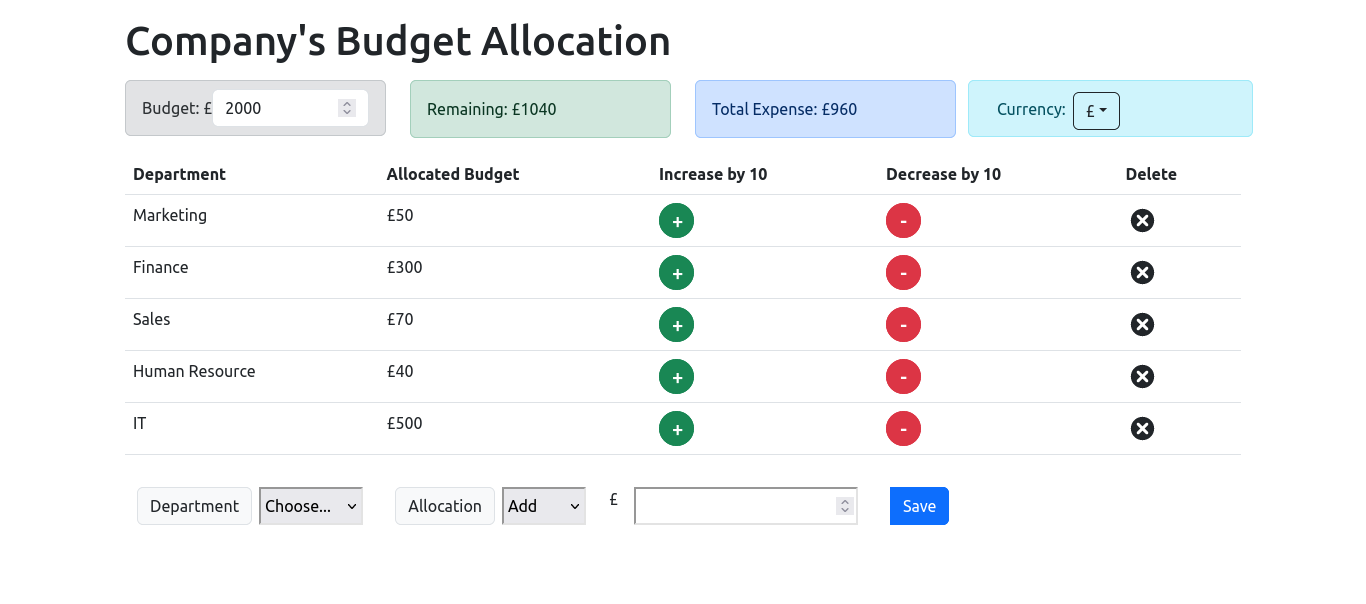 Company's Budget Allocation
Budget: £ 2000 Remaining: £1040 Total Expense: £960 Currency: £
Department Allocated Budget Increase by 10 Decrease by 10 Delete
Marketing £50 + -
Finance £300 + -
Sales £70 + -
Human Resource £40 + -
IT £500 + -
Department Choose... Allocation Add £ Save